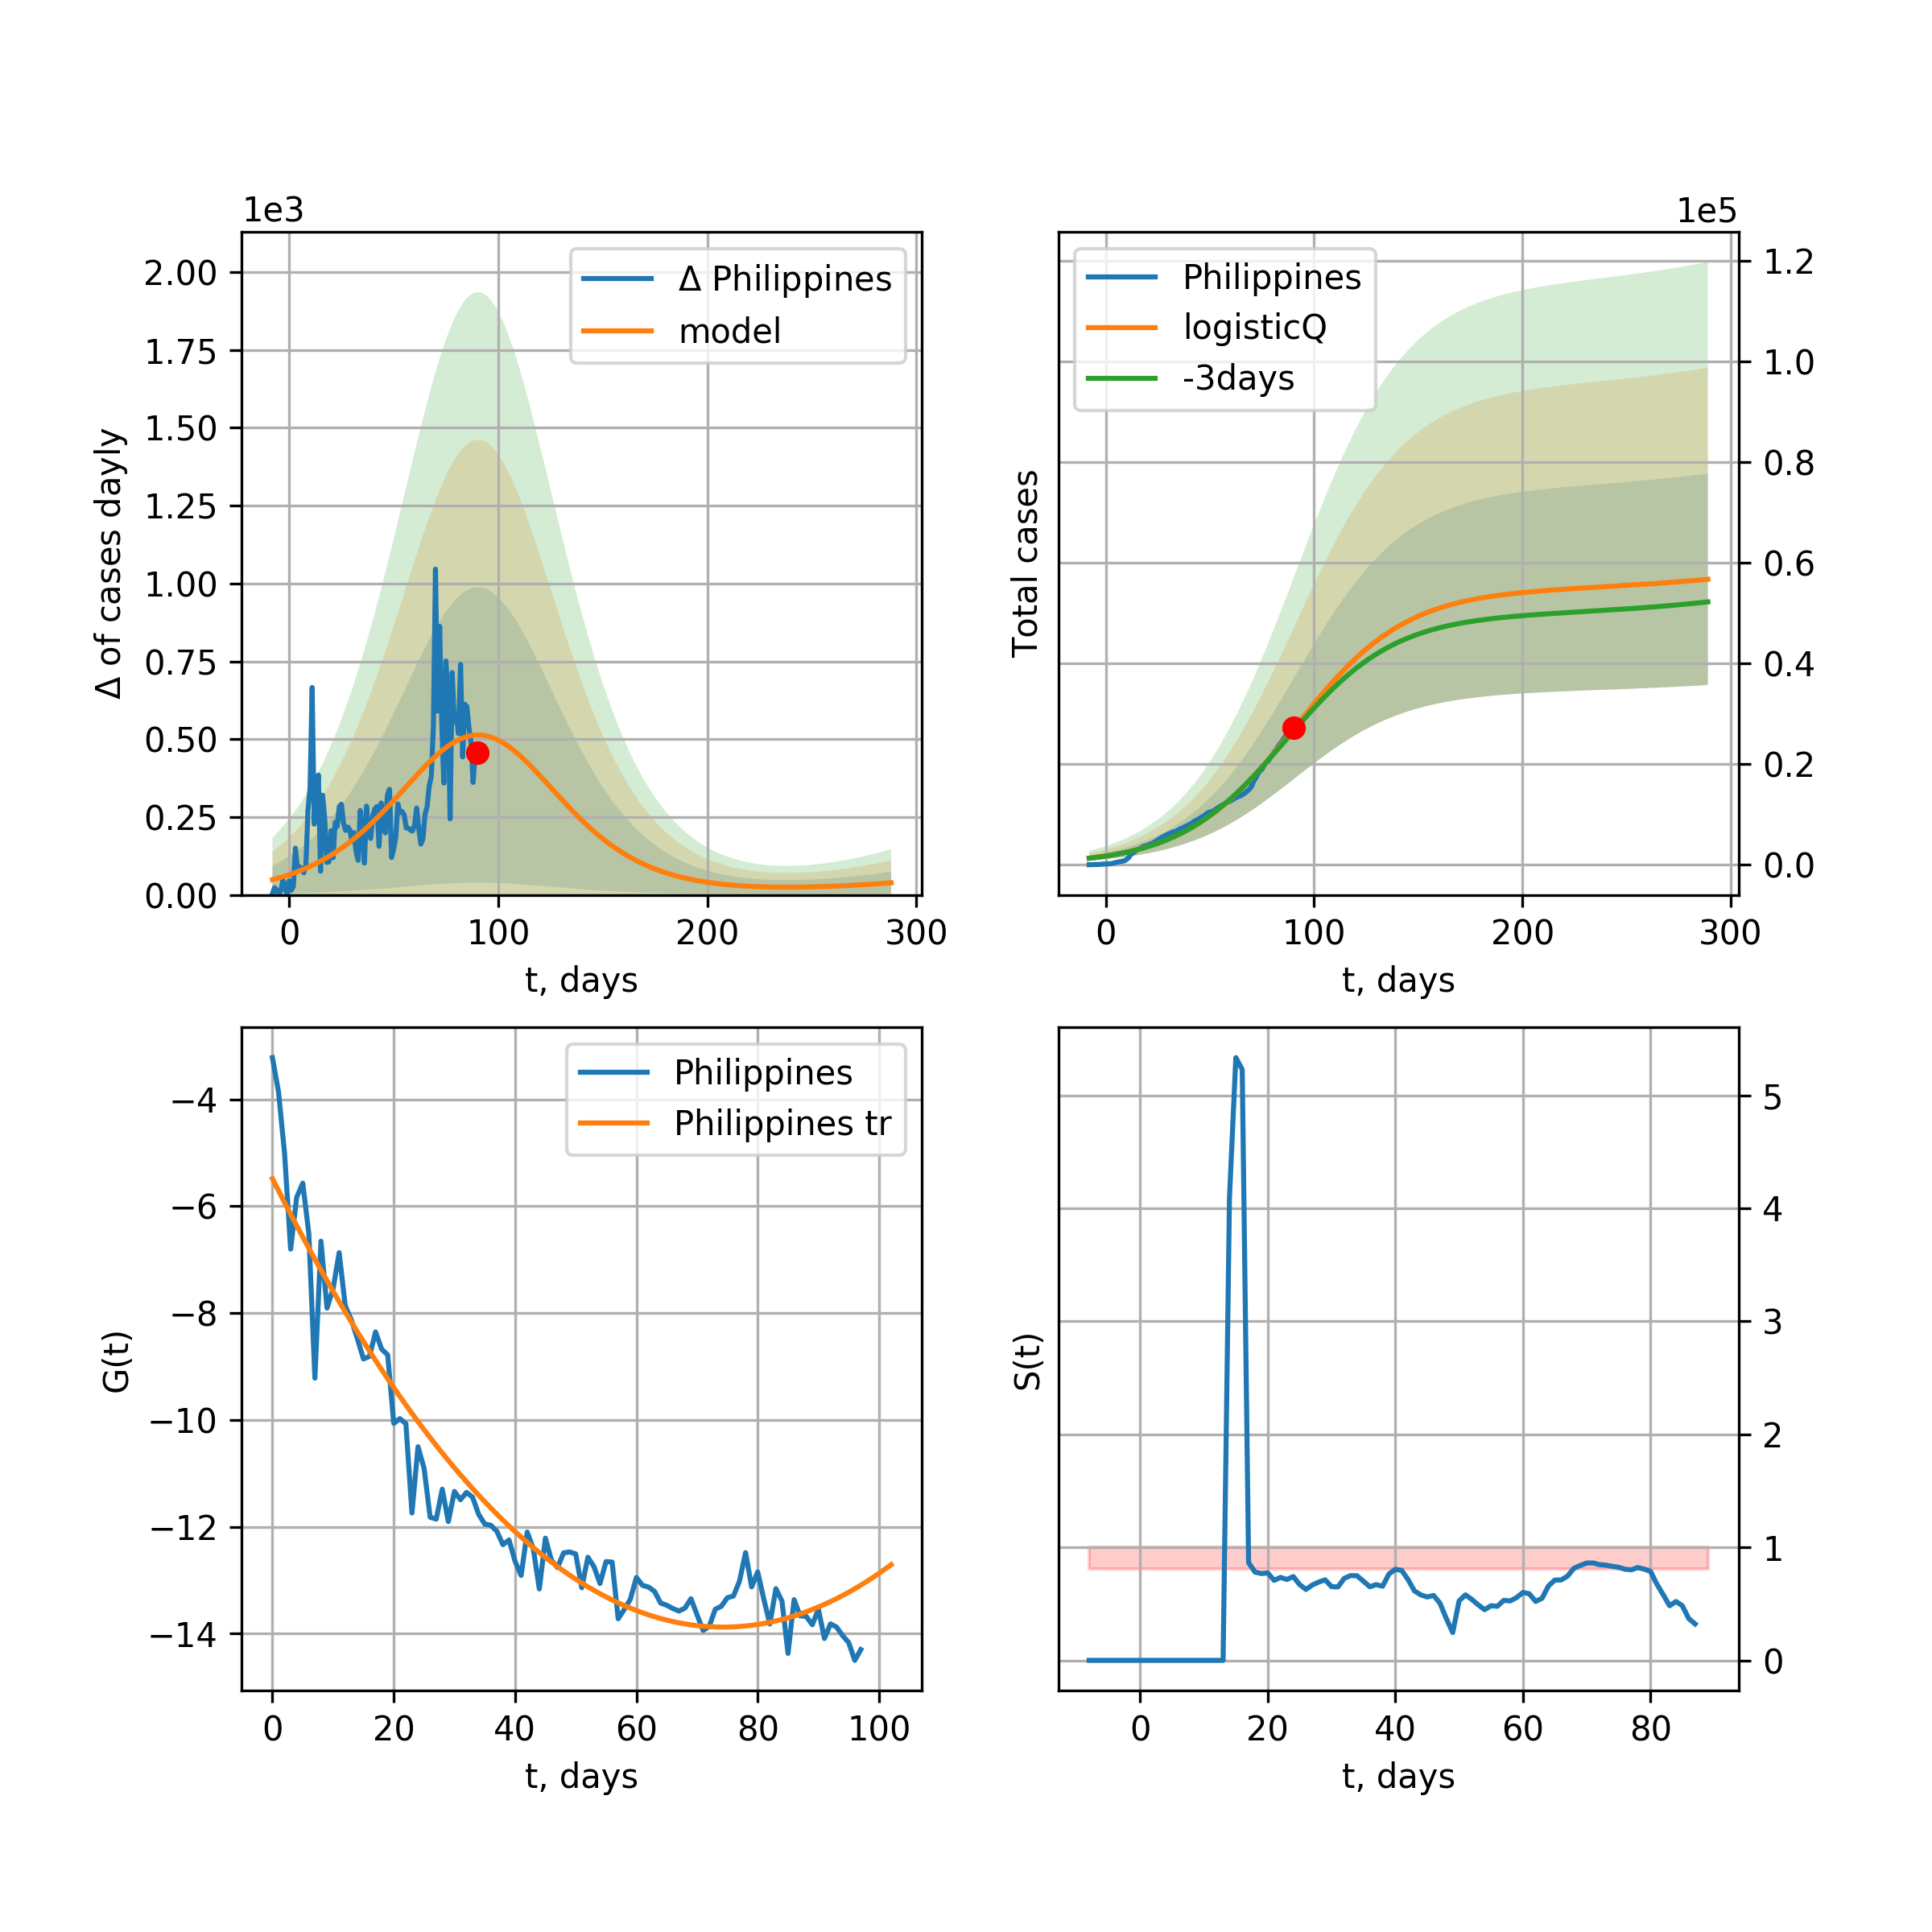 1e3
Δ of cases dayly
2.00
1.75
1.50
1.25
1.00
0.75
0.50
0.25
0.00
Δ Philippines
model
0 100 200 300
t, days
1e5
Total cases
Philippines
logisticQ
-3days
1.2
1.0
0.8
0.6
0.4
0.2
0.0
0 100 200 300
t, days
G(t)
−4
−6
−8
−10
−12
−14
Philippines
Philippines tr
0 20 40 60 80 100
t, days
S(t)
5
4
3
2
1
0
0 20 40 60 80
t, days